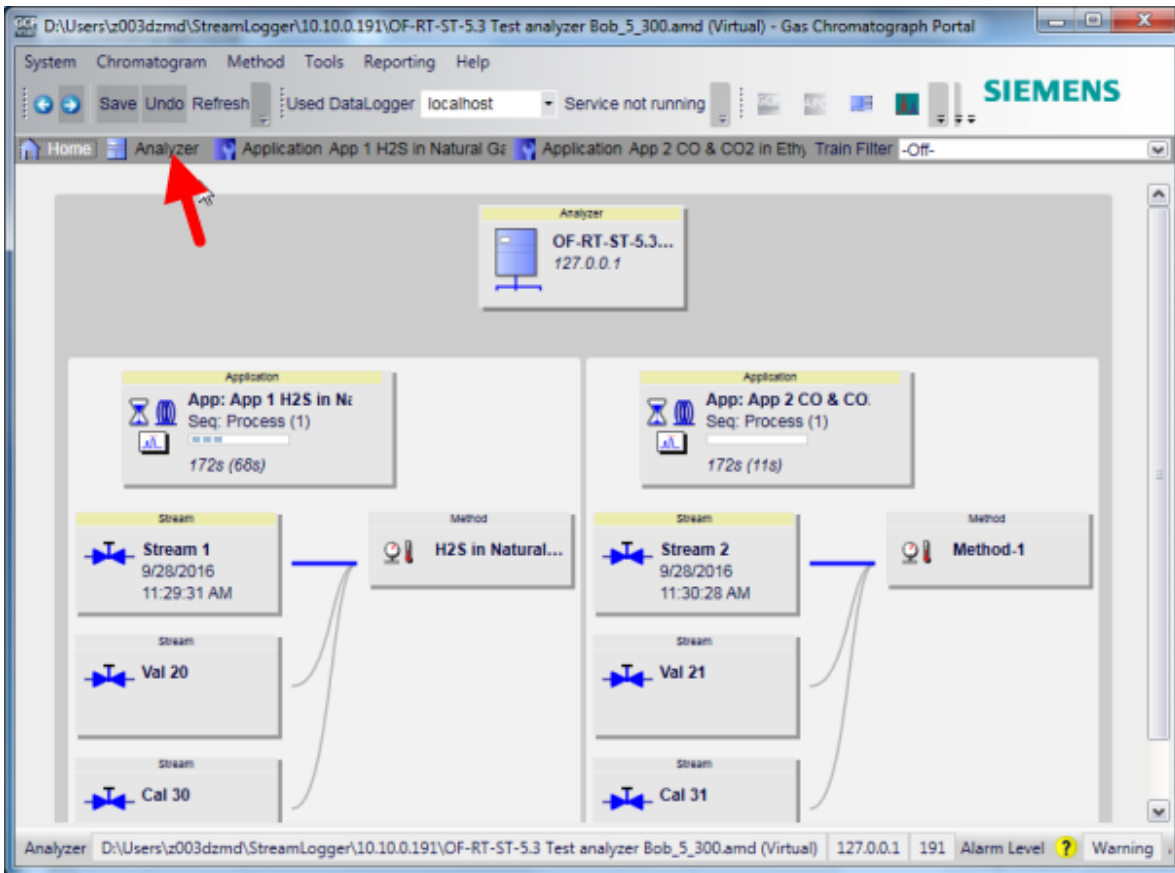 D:\Users\z003dzmd\StreamLogger\10.10.0.191\OF-RT-ST-5.3 Test analyzer Bob_5_300.amd (Virtual) - Gas Chromatograph Portal
System Chromatogram Method Tools Reporting Help
Save Undo Refresh Used DataLogger localhost Service not running
SIEMENS
Home Analyzer Application App 1 H2S in Natural Ga Application App 2 CO & CO2 in Ethy Train Filter -Off-
Analyzer
OF-RT-ST-5.3...
127.0.0.1
Application
App: App 1 H2S in Na
Seq: Process (1)
172s (68s)
Application
App: App 2 CO & CO
Seq: Process (1)
172s (11s)
Stream
Stream 1
9/28/2016
11:29:31 AM
Method
H2S in Natural...
Stream
Stream 2
9/28/2016
11:30:28 AM
Method
Method-1
Stream
Val 20
Stream
Val 21
Stream
Cal 30
Stream
Cal 31
Analyzer D:\Users\z003dzmd\StreamLogger\10.10.0.191\OF-RT-ST-5.3 Test analyzer Bob_5_300.amd (Virtual) 127.0.0.1 191 Alarm Level ? Warning